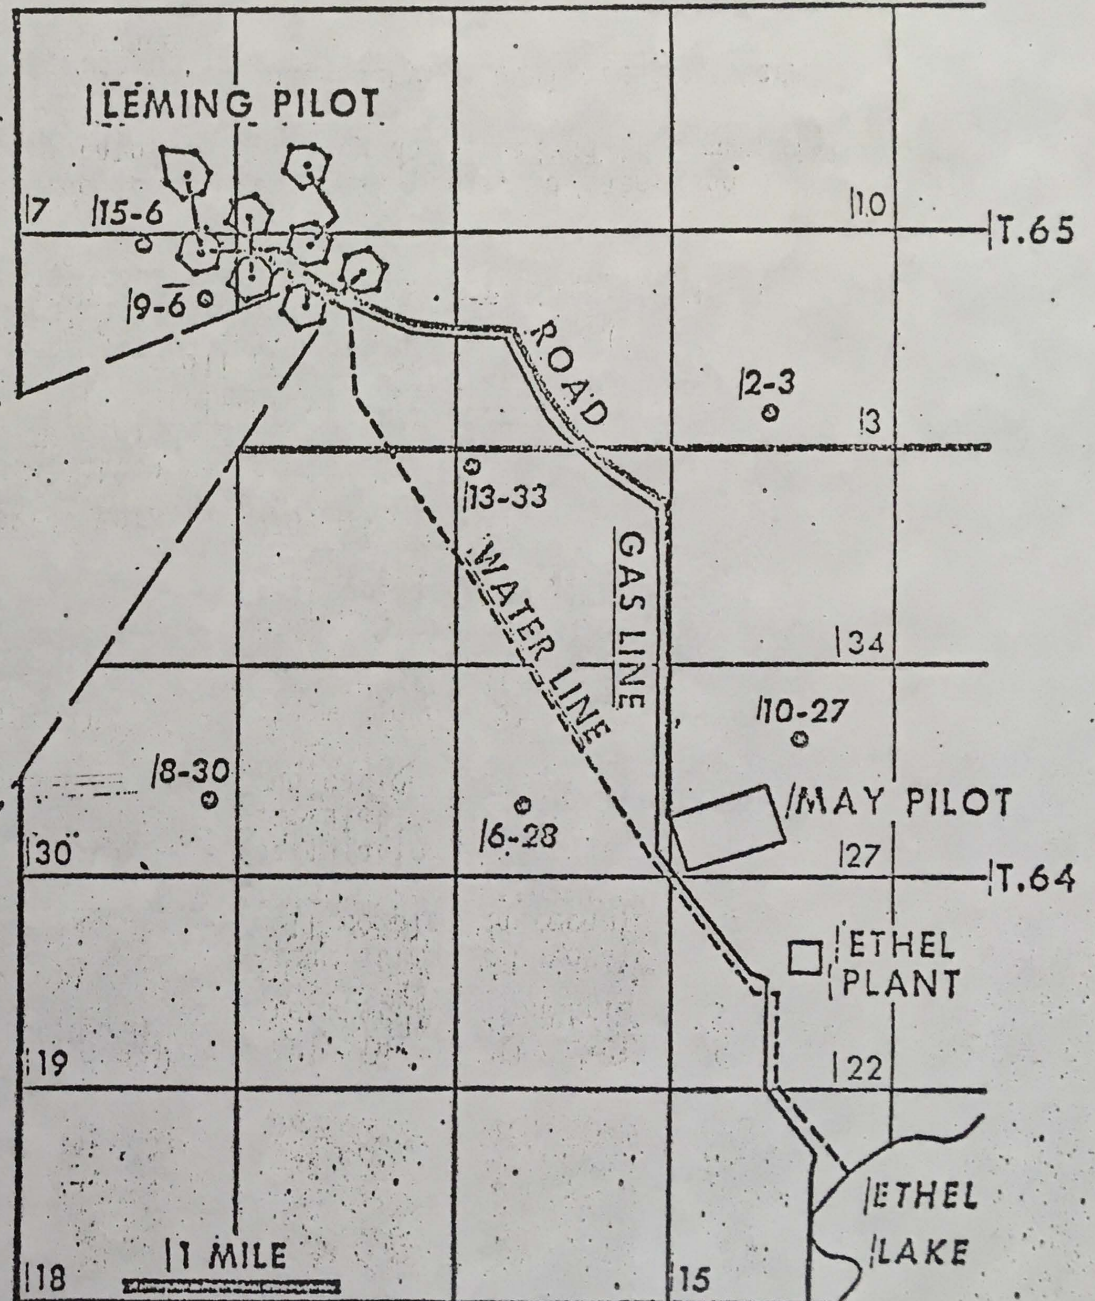 LEMING PILOT
7
15-6
10
T.65
9-6
ROAD
2-3
3
13-33
GAS LINE
WATER LINE
34
10-27
8-30
MAY PILOT
6-28
30
27
T.64
ETHEL
PLANT
19
22
ETHEL
LAKE
1 MILE
18
15